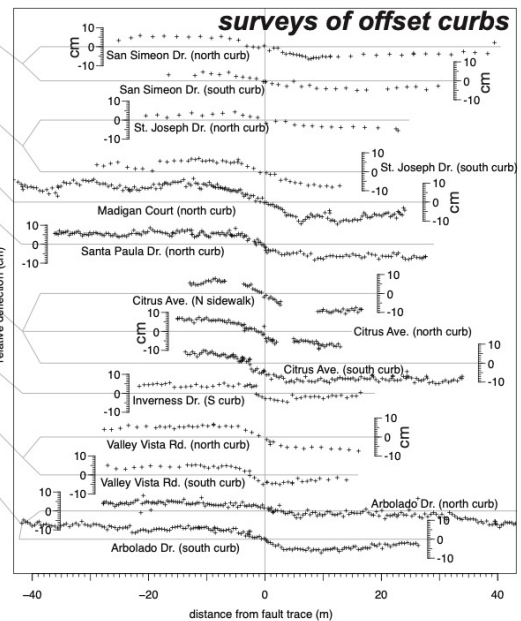 surveys of offset curbs
10
0
-10
cm
San Simeon Dr. (north curb)
10
0
-10
cm
San Simeon Dr. (south curb)
10
0
-10
St. Joseph Dr. (north curb)
10
0
-10
St. Joseph Dr. (south curb)
10
0
-10
cm
Madigan Court (north curb)
10
0
-10
Santa Paula Dr. (north curb)
10
0
-10
Citrus Ave. (N sidewalk)
10
0
-10
cm
Citrus Ave. (north curb)
10
0
-10
Citrus Ave. (south curb)
10
0
-10
Inverness Dr. (S curb)
10
0
-10
cm
Valley Vista Rd. (north curb)
10
0
-10
Valley Vista Rd. (south curb)
10
0
-10
Arbolado Dr. (north curb)
10
0
-10
cm
Arbolado Dr. (south curb)
-40 -20 0 20 40
distance from fault trace (m)